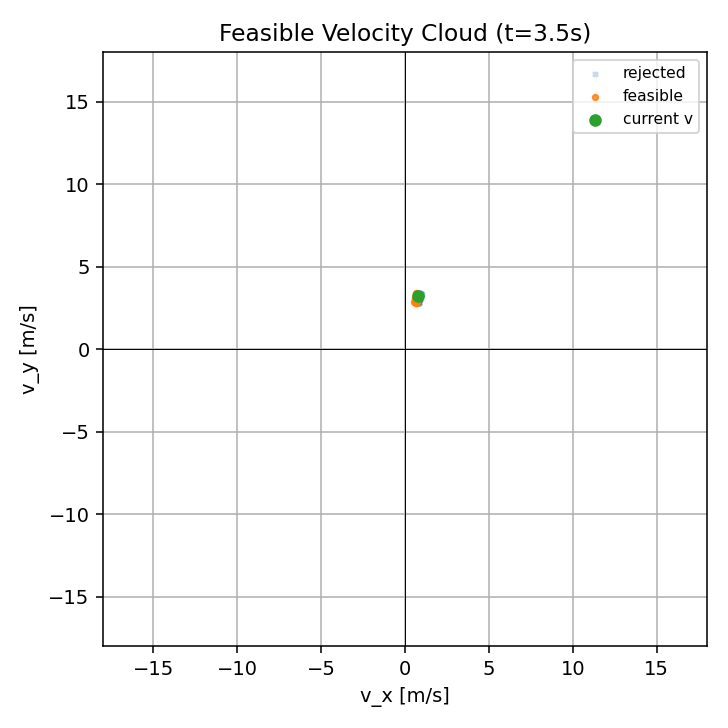 Feasible Velocity Cloud (t=3.5s)
rejected
feasible
current v
v_y [m/s]
15
10
5
0
−5
−10
−15
−15
−10
−5
0
5
10
15
v_x [m/s]